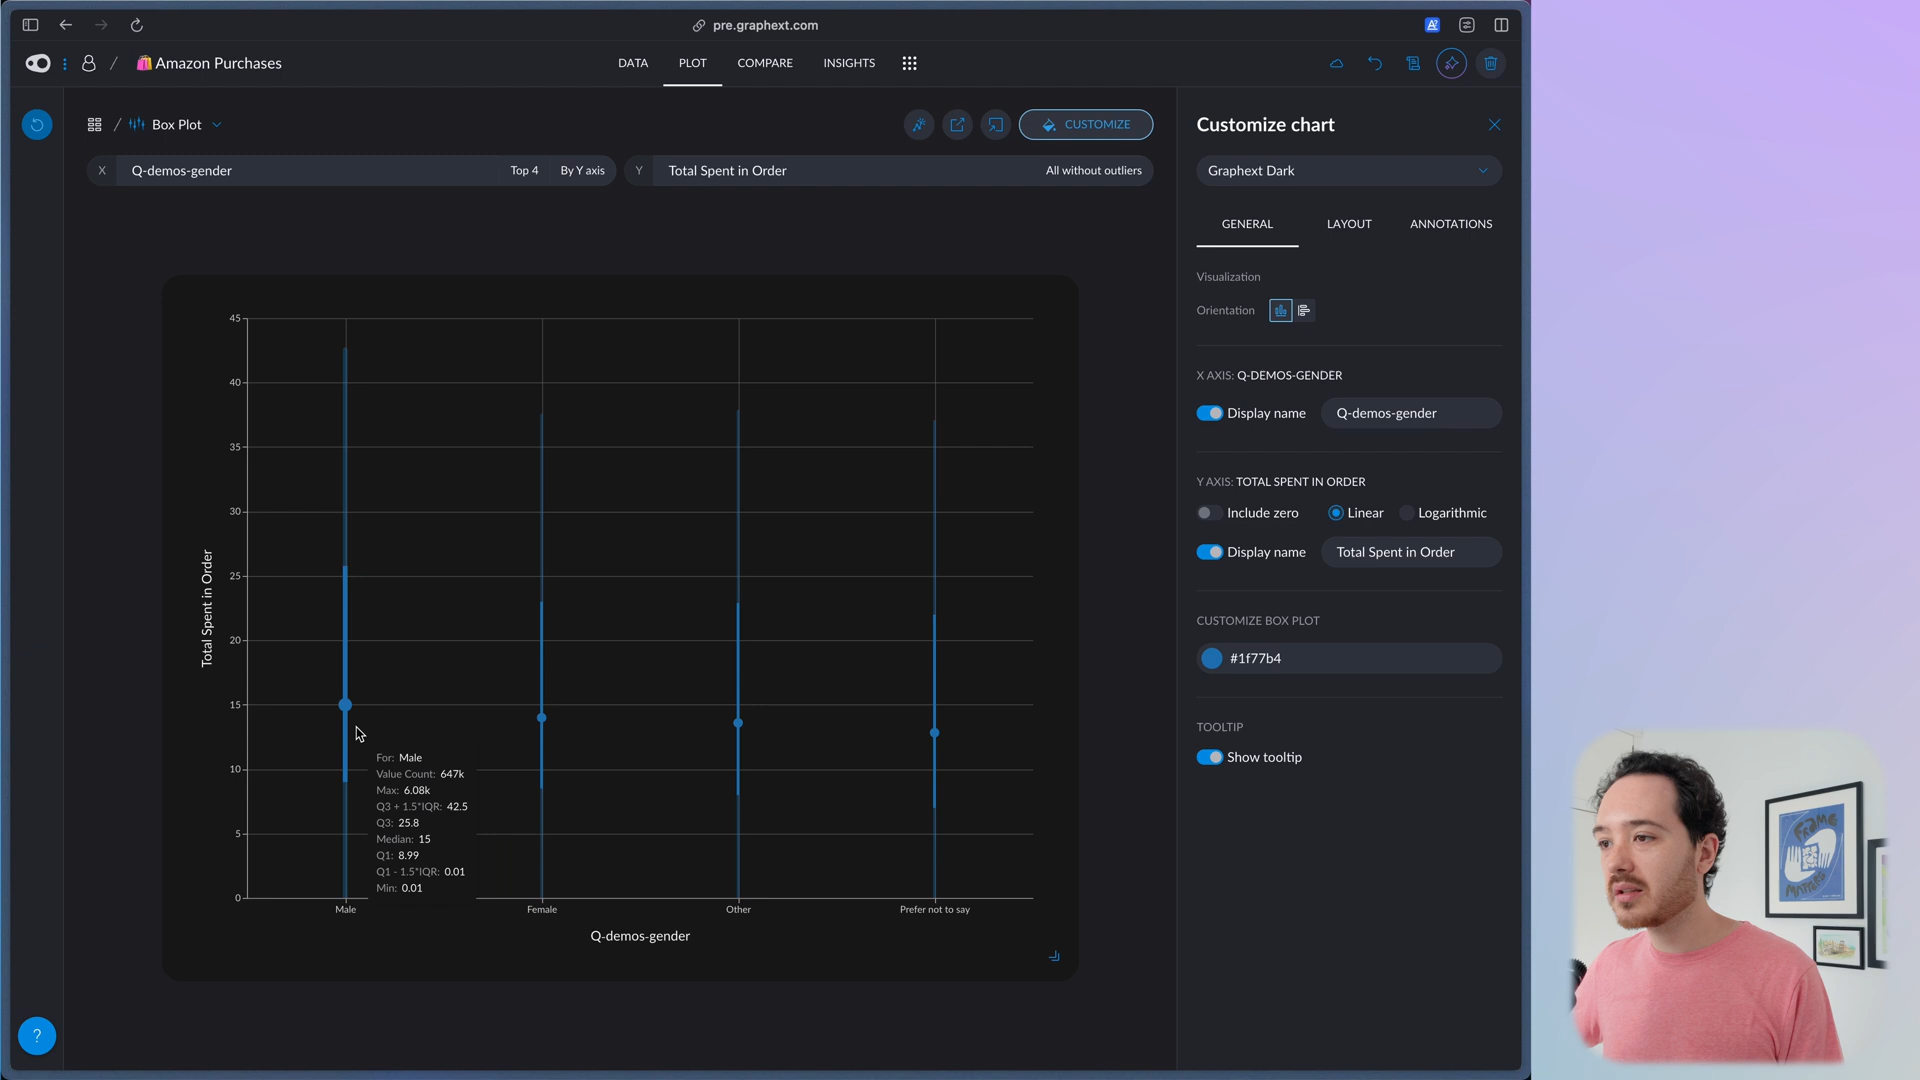 pre.graphext.com
/ 🛍️ Amazon Purchases
DATA
PLOT
COMPARE
INSIGHTS
/ Box Plot
CUSTOMIZE
X
Q-demos-gender
Top 4
By Y axis
Y
Total Spent in Order
All without outliers
45
40
35
30
25
20
15
10
5
0
Total Spent in Order
For: Male
Value Count: 647k
Max: 6.08k
Q3 + 1.5*IQR: 42.5
Q3: 25.8
Median: 15
Q1: 8.99
Q1 - 1.5*IQR: 0.01
Min: 0.01
Male
Female
Other
Prefer not to say
Q-demos-gender
?
Customize chart
Graphext Dark
GENERAL
LAYOUT
ANNOTATIONS
Visualization
Orientation
X AXIS: Q-DEMOS-GENDER
Display name
Q-demos-gender
Y AXIS: TOTAL SPENT IN ORDER
Include zero
Linear
Logarithmic
Display name
Total Spent in Order
CUSTOMIZE BOX PLOT
#1f77b4
TOOLTIP
Show tooltip
FRAME
MATTERS